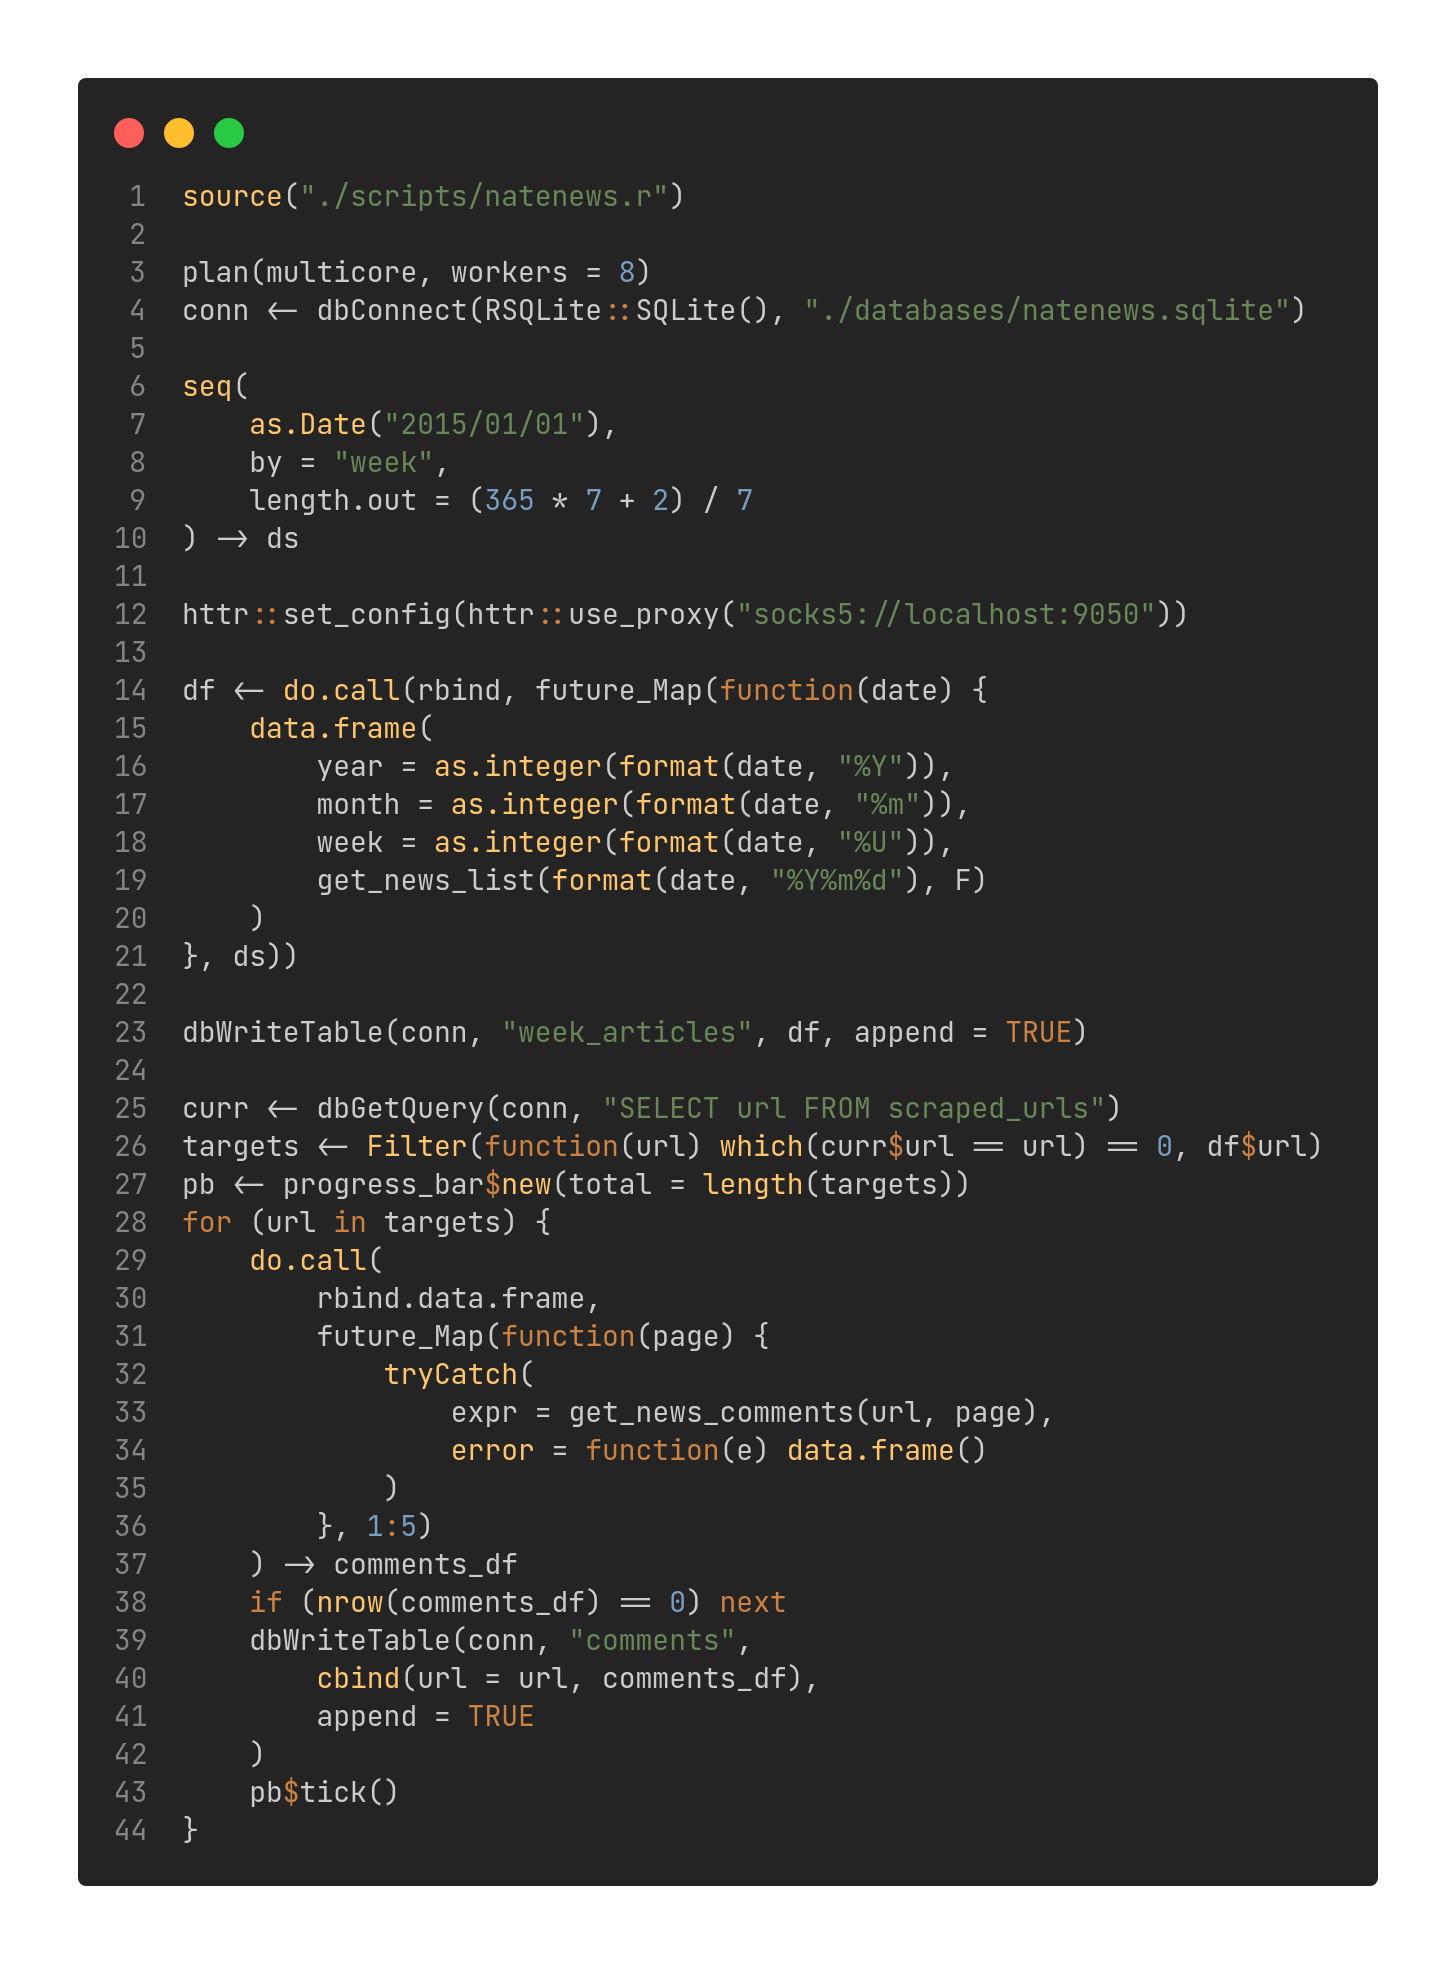 1 source("./scripts/natenews.r")
2
3 plan(multicore, workers = 8)
4 conn <- dbConnect(RSQLite::SQLite(), "./databases/natenews.sqlite")
5
6 seq(
7     as.Date("2015/01/01"),
8     by = "week",
9     length.out = (365 * 7 + 2) / 7
10 ) -> ds
11
12 httr::set_config(httr::use_proxy("socks5://localhost:9050"))
13
14 df <- do.call(rbind, future_Map(function(date) {
15     data.frame(
16         year = as.integer(format(date, "%Y")),
17         month = as.integer(format(date, "%m")),
18         week = as.integer(format(date, "%U")),
19         get_news_list(format(date, "%Y%m%d"), F)
20     )
21 }, ds))
22
23 dbWriteTable(conn, "week_articles", df, append = TRUE)
24
25 curr <- dbGetQuery(conn, "SELECT url FROM scraped_urls")
26 targets <- Filter(function(url) which(curr$url == url) == 0, df$url)
27 pb <- progress_bar$new(total = length(targets))
28 for (url in targets) {
29     do.call(
30         rbind.data.frame,
31         future_Map(function(page) {
32             tryCatch(
33                 expr = get_news_comments(url, page),
34                 error = function(e) data.frame()
35             )
36         }, 1:5)
37     ) -> comments_df
38     if (nrow(comments_df) == 0) next
39     dbWriteTable(conn, "comments",
40         cbind(url = url, comments_df),
41         append = TRUE
42     )
43     pb$tick()
44 }